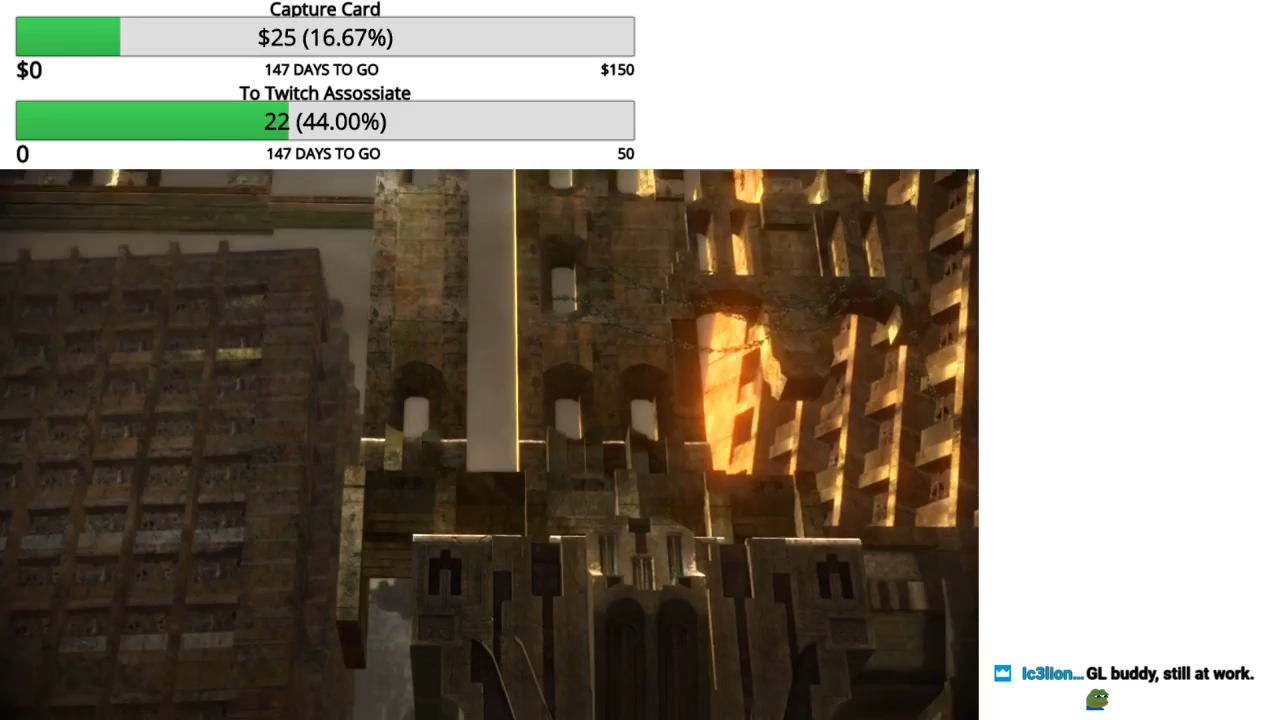 Capture Card
$25 (16.67%)
$0 147 DAYS TO GO $150
To Twitch Assossiate
22 (44.00%)
0 147 DAYS TO GO 50
lc3lion... GL buddy, still at work.